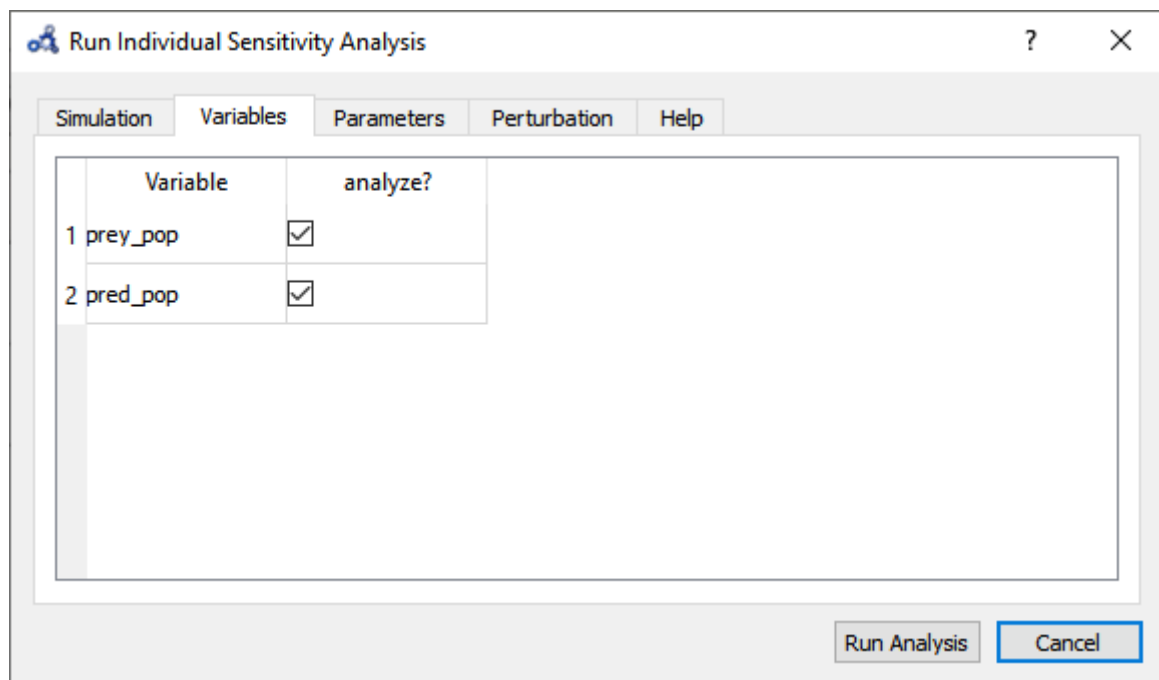 Run Individual Sensitivity Analysis ? ×
Simulation Variables Parameters Perturbation Help
Variable analyze?
1 prey_pop
2 pred_pop
Run Analysis Cancel